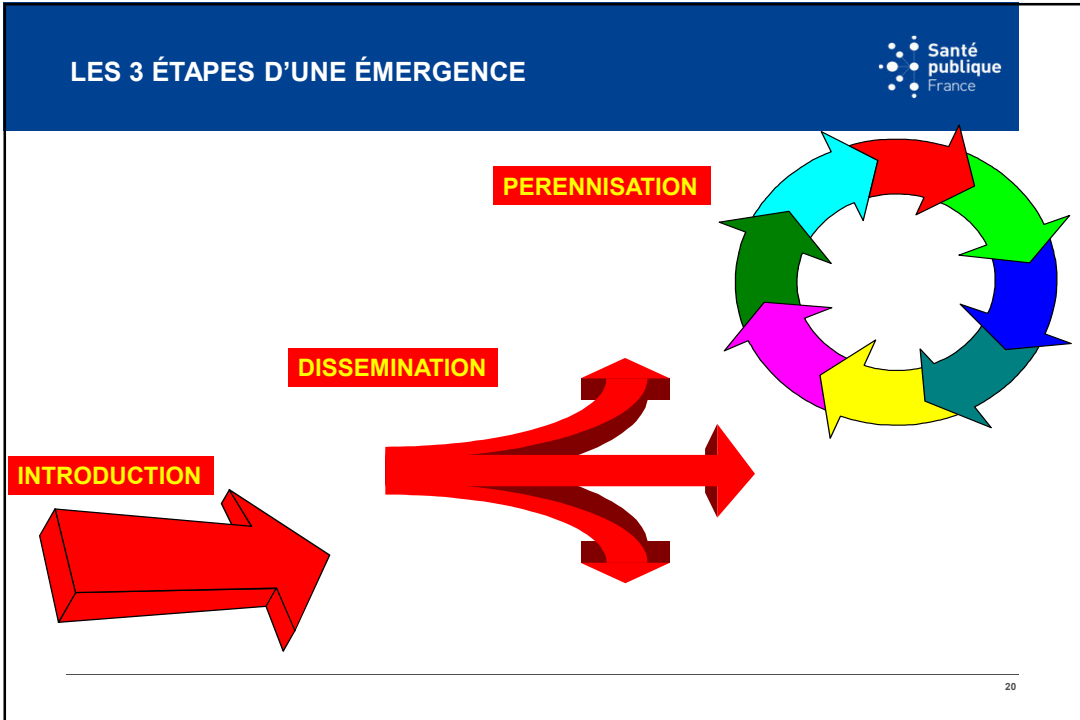 LES 3 ÉTAPES D’UNE ÉMERGENCE
Santé
publique
France
PERENNISATION
DISSEMINATION
INTRODUCTION
20